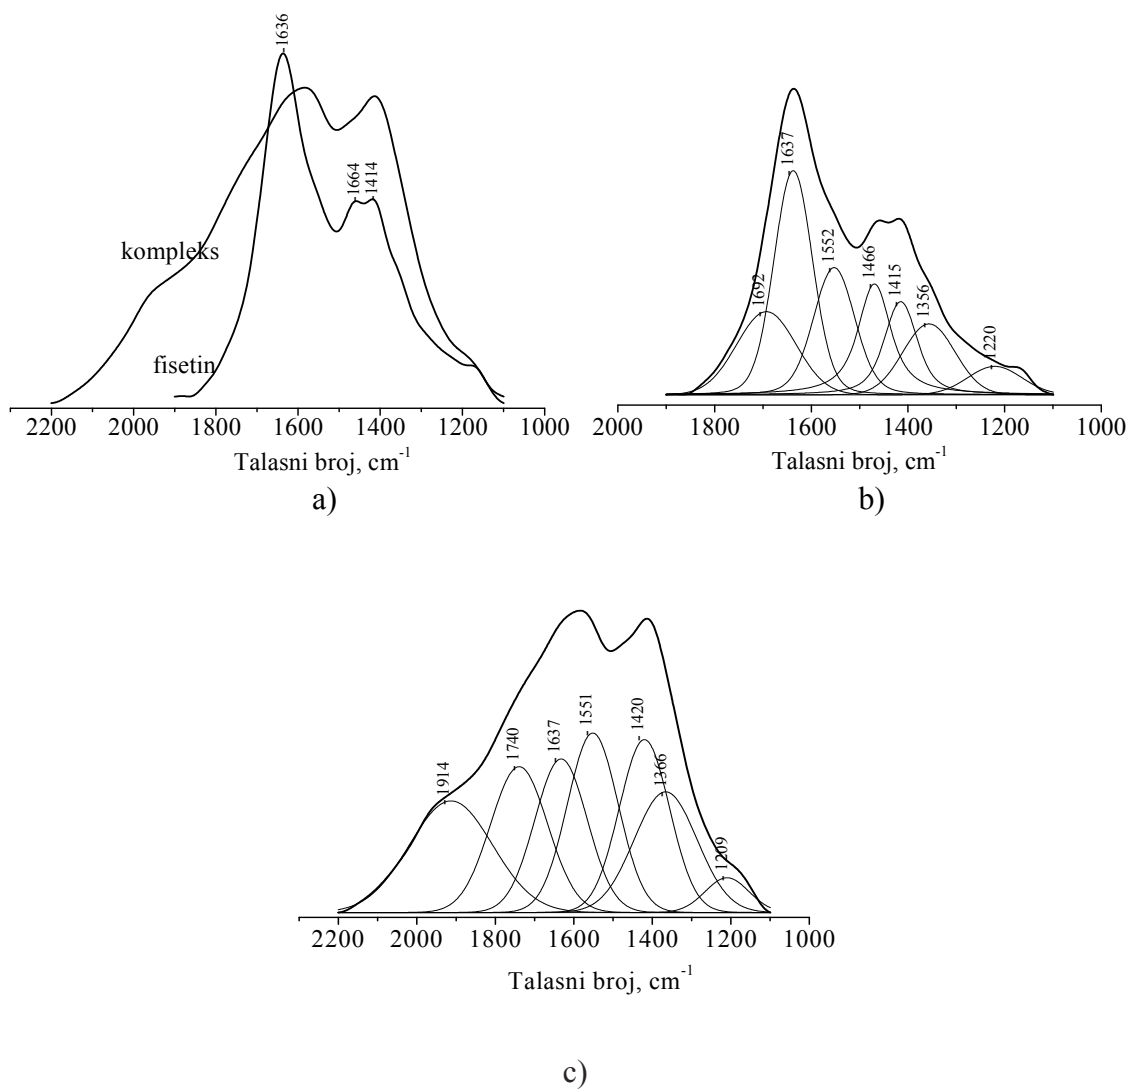 1636
1664
1414
kompleks
fisetin
2200 2000 1800 1600 1400 1200 1000
Talasni broj, cm-1
a)
1637
1552
1466
1415
1692
1356
1220
2000 1800 1600 1400 1200 1000
Talasni broj, cm-1
b)
1914
1740
1637
1551
1420
1366
1209
2200 2000 1800 1600 1400 1200 1000
Talasni broj, cm-1
c)